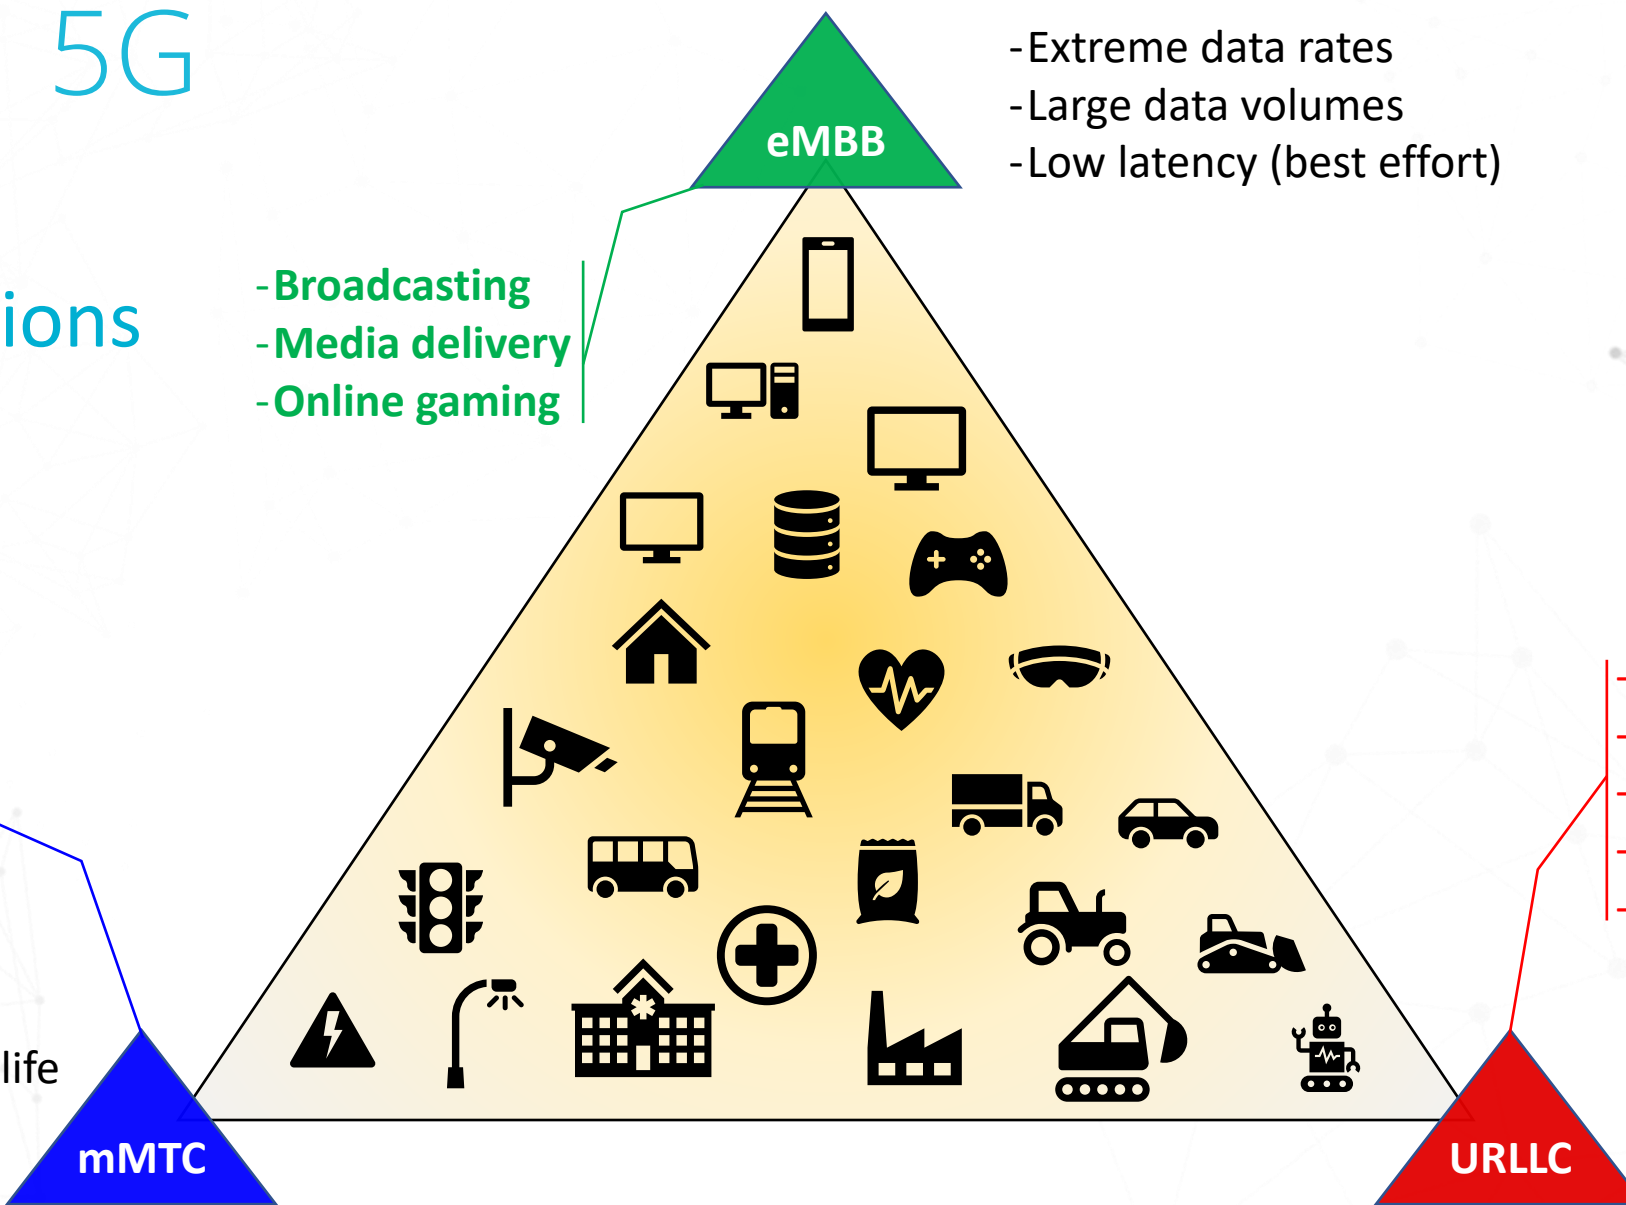 5G
-Extreme data rates
-Large data volumes
-Low latency (best effort)
eMBB
ions
-Broadcasting
-Media delivery
-Online gaming
-
-
-
-
-
life
mMTC
URLLC